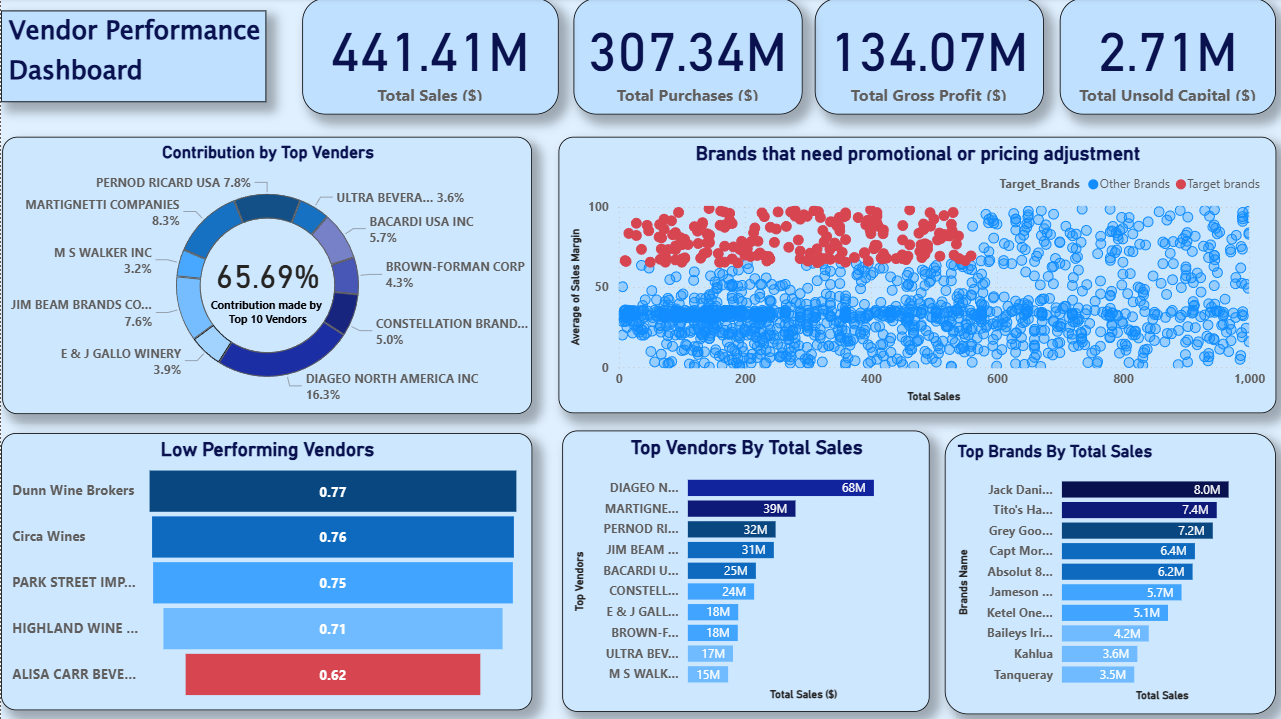 Vendor Performance
Dashboard
441.41M
Total Sales ($)
307.34M
Total Purchases ($)
134.07M
Total Gross Profit ($)
2.71M
Total Unsold Capital ($)
Contribution by Top Venders
PERNOD RICARD USA 7.8%
ULTRA BEVERA... 3.6%
MARTIGNETTI COMPANIES
8.3%
BACARDI USA INC
5.7%
M S WALKER INC
3.2%
BROWN-FORMAN CORP
4.3%
65.69%
Contribution made by
Top 10 Vendors
JIM BEAM BRANDS CO...
7.6%
CONSTELLATION BRAND...
5.0%
E & J GALLO WINERY
3.9%
DIAGEO NORTH AMERICA INC
16.3%
Brands that need promotional or pricing adjustment
Target_Brands Other Brands Target brands
Average of Sales Margin
100
50
0
0 200 400 600 800 1,000
Total Sales
Low Performing Vendors
Dunn Wine Brokers 0.77
Circa Wines 0.76
PARK STREET IMP... 0.75
HIGHLAND WINE ... 0.71
ALISA CARR BEVE... 0.62
Top Vendors By Total Sales
Top Vendors
DIAGEO N... 68M
MARTIGNE... 39M
PERNOD RI... 32M
JIM BEAM ... 31M
BACARDI U... 25M
CONSTELL... 24M
E & J GALL... 18M
BROWN-F... 18M
ULTRA BEV... 17M
M S WALK... 15M
Total Sales ($)
Top Brands By Total Sales
Brands Name
Jack Dani... 8.0M
Tito's Ha... 7.4M
Grey Goo... 7.2M
Capt Mor... 6.4M
Absolut 8... 6.2M
Jameson ... 5.7M
Ketel One... 5.1M
Baileys Iri... 4.2M
Kahlua 3.6M
Tanqueray 3.5M
Total Sales